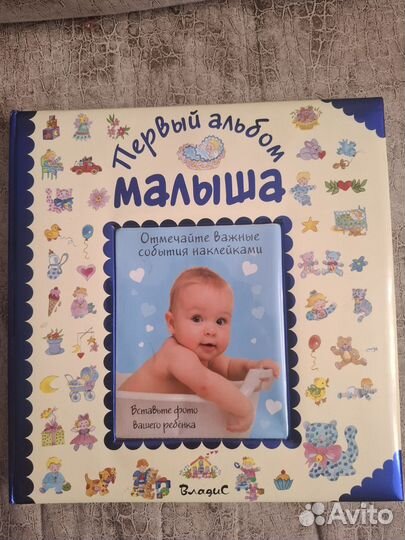 Первый альбом
малыша
Отмечайте важные
события наклейками
Вставьте фото
вашего ребенка
Владис
Avito